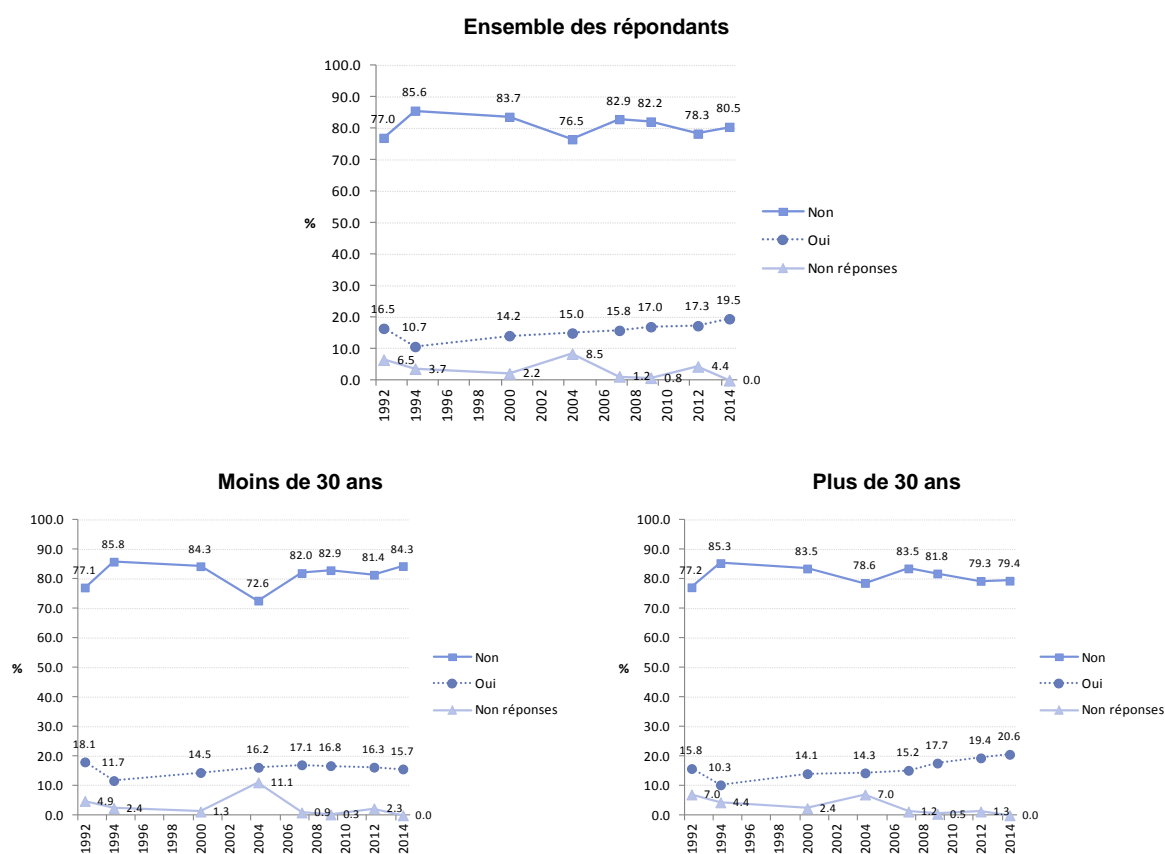 Ensemble des répondants
100.0
90.0
80.0
70.0
60.0
50.0
40.0
30.0
20.0
10.0
0.0
%
77.0 85.6 83.7 76.5 82.9 82.2 78.3 80.5
16.5 10.7 14.2 15.0 15.8 17.0 17.3 19.5
6.5 3.7 2.2 8.5 1.2 0.8 4.4 0.0
1992 1994 1996 1998 2000 2002 2004 2006 2008 2010 2012 2014
Non
Oui
Non réponses
Moins de 30 ans
100.0
90.0
80.0
70.0
60.0
50.0
40.0
30.0
20.0
10.0
0.0
%
77.1 85.8 84.3 72.6 82.0 82.9 81.4 84.3
18.1 11.7 14.5 16.2 17.1 16.8 16.3 15.7
4.9 2.4 1.3 11.1 0.9 0.3 2.3 0.0
1992 1994 1996 1998 2000 2002 2004 2006 2008 2010 2012 2014
Non
Oui
Non réponses
Plus de 30 ans
100.0
90.0
80.0
70.0
60.0
50.0
40.0
30.0
20.0
10.0
0.0
%
77.2 85.3 83.5 78.6 83.5 81.8 79.3 79.4
15.8 10.3 14.1 14.3 15.2 17.7 19.4 20.6
7.0 4.4 2.4 7.0 1.2 0.5 1.3 0.0
1992 1994 1996 1998 2000 2002 2004 2006 2008 2010 2012 2014
Non
Oui
Non réponses